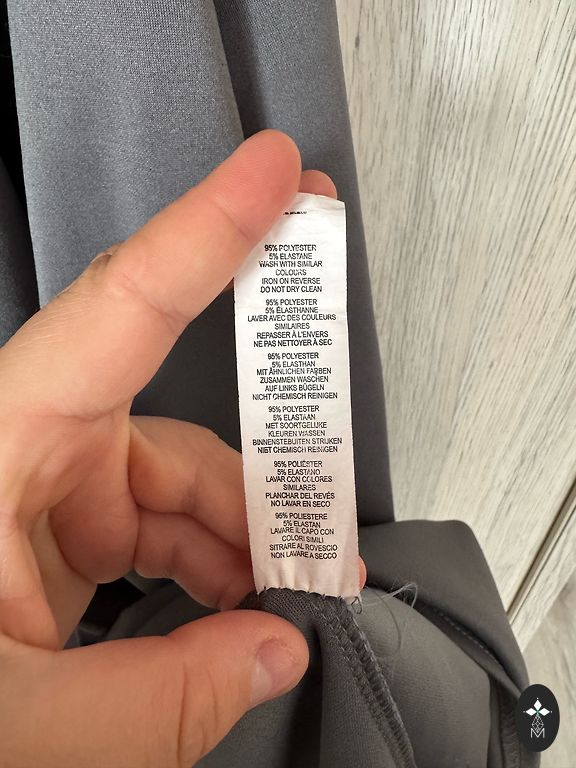 95% POLYESTER
5% ELASTANE
WASH WITH SIMILAR
COLOURS
IRON ON REVERSE
DO NOT DRY CLEAN
95% POLYESTER
5% ÉLASTHANNE
LAVER AVEC DES COULEURS
SIMILAIRES
REPASSER À L'ENVERS
NE PAS NETTOYER À SEC
95% POLYESTER
5% ELASTHAN
MIT ÄHNLICHEN FARBEN
ZUSAMMEN WASCHEN
AUF LINKS BÜGELN
NICHT CHEMISCH REINIGEN
95% POLYESTER
5% ELASTAAN
MET SOORTGELIJKE
KLEUREN WASSEN
BINNENSTEBUITEN STRIJKEN
NIET CHEMISCH REINIGEN
95% POLIÉSTER
5% ELASTANO
LAVAR CON COLORES
SIMILARES
PLANCHAR DEL REVÉS
NO LAVAR EN SECO
95% POLIESTERE
5% ELASTAN
LAVARE IL CAPO CON
COLORI SIMILI
SITRARE AL ROVESCIO
NON LAVARE A SECCO
M